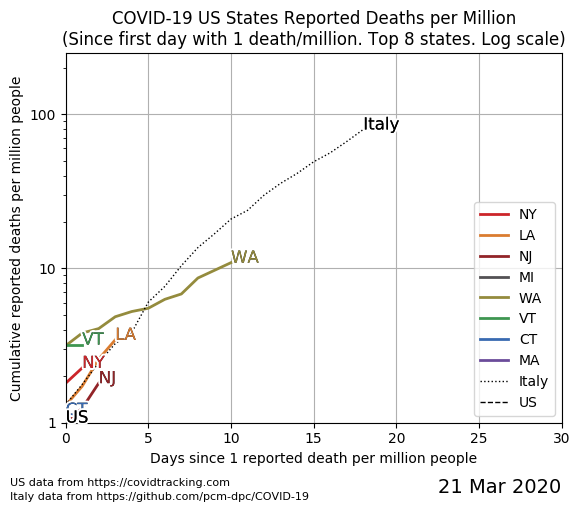 COVID-19 US States Reported Deaths per Million
(Since first day with 1 death/million. Top 8 states. Log scale)
Cumulative reported deaths per million people
100
10
1
Italy
WA
VT
LA
NY
NJ
CT
US
NY
LA
NJ
MI
WA
VT
CT
MA
Italy
US
0 5 10 15 20 25 30
Days since 1 reported death per million people
US data from https://covidtracking.com
Italy data from https://github.com/pcm-dpc/COVID-19
21 Mar 2020